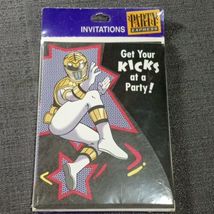 INVITATIONS
PARTY
EXPRESS
Get Your
KICKS
at a
Party!